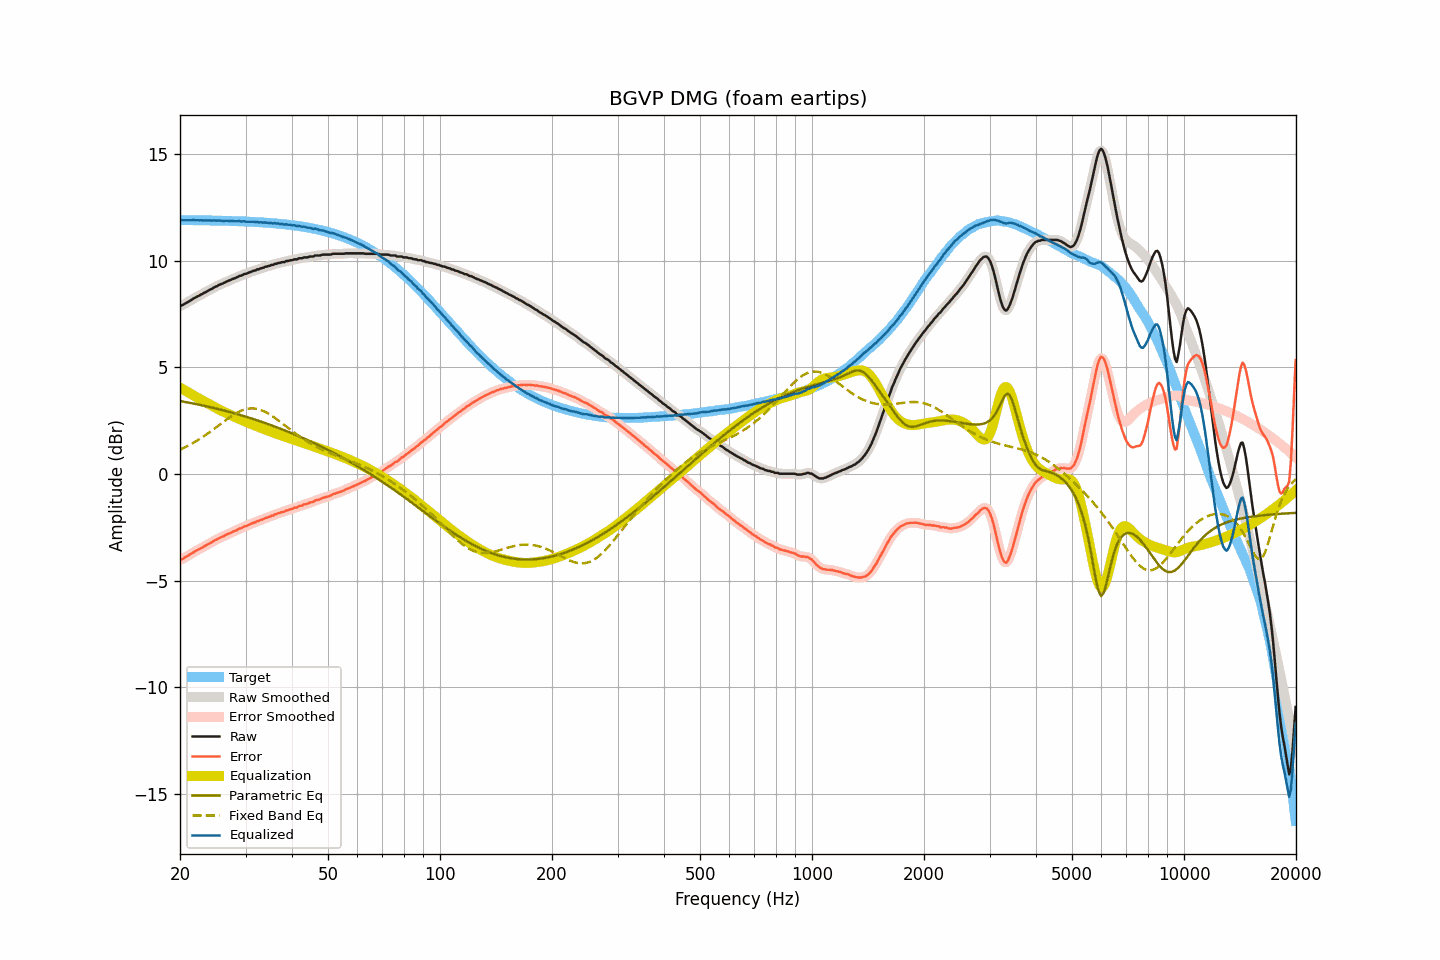 BGVP DMG (foam eartips)
Amplitude (dBr)
15
10
5
0
−5
−10
−15
Target
Raw Smoothed
Error Smoothed
Raw
Error
Equalization
Parametric Eq
Fixed Band Eq
Equalized
20 50 100 200 500 1000 2000 5000 10000 20000
Frequency (Hz)